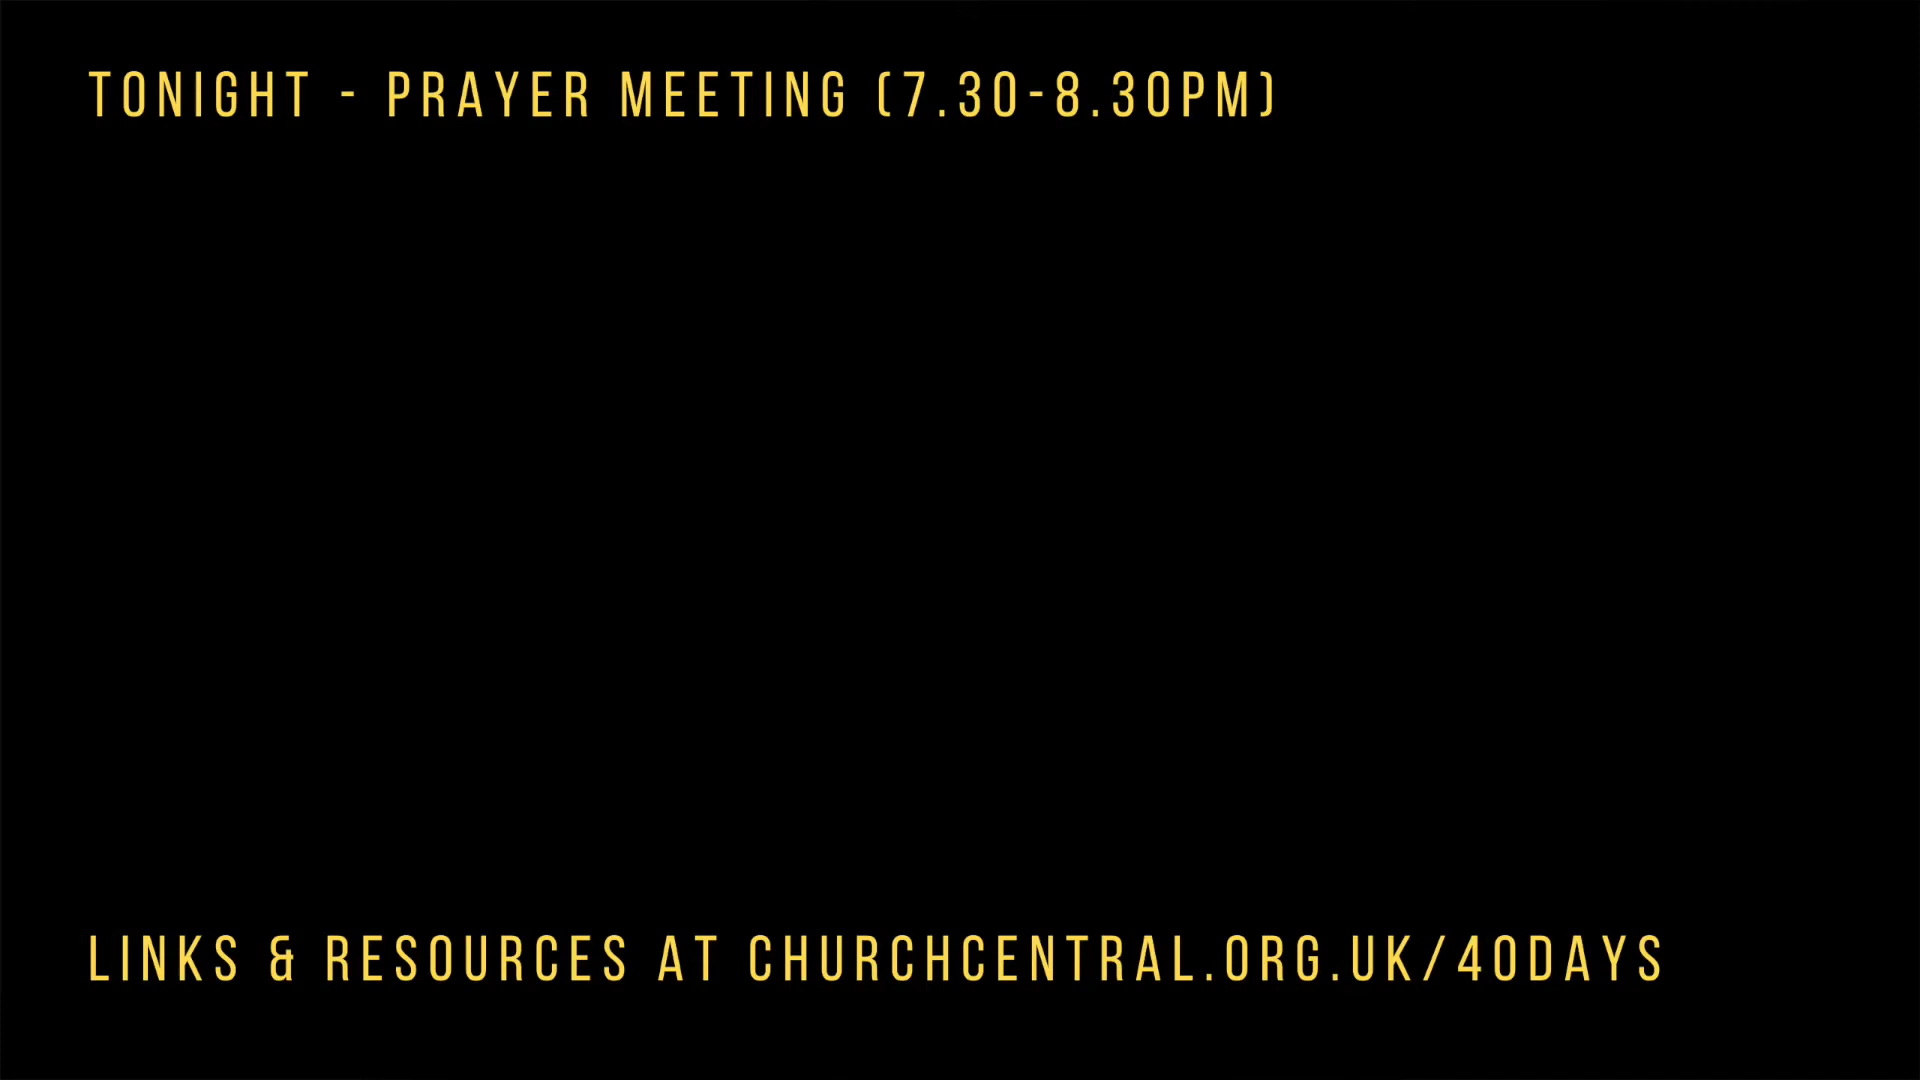 TONIGHT - PRAYER MEETING (7.30-8.30PM)
LINKS & RESOURCES AT CHURCHCENTRAL.ORG.UK/40DAYS